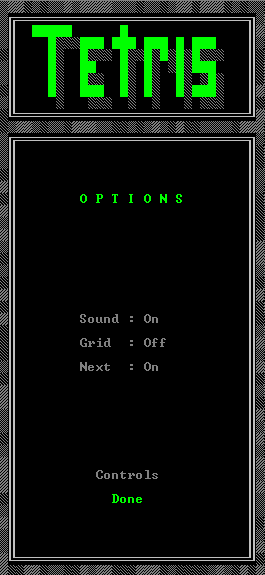 Tetris
O P T I O N S
Sound : On
Grid  : Off
Next  : On
Controls
Done